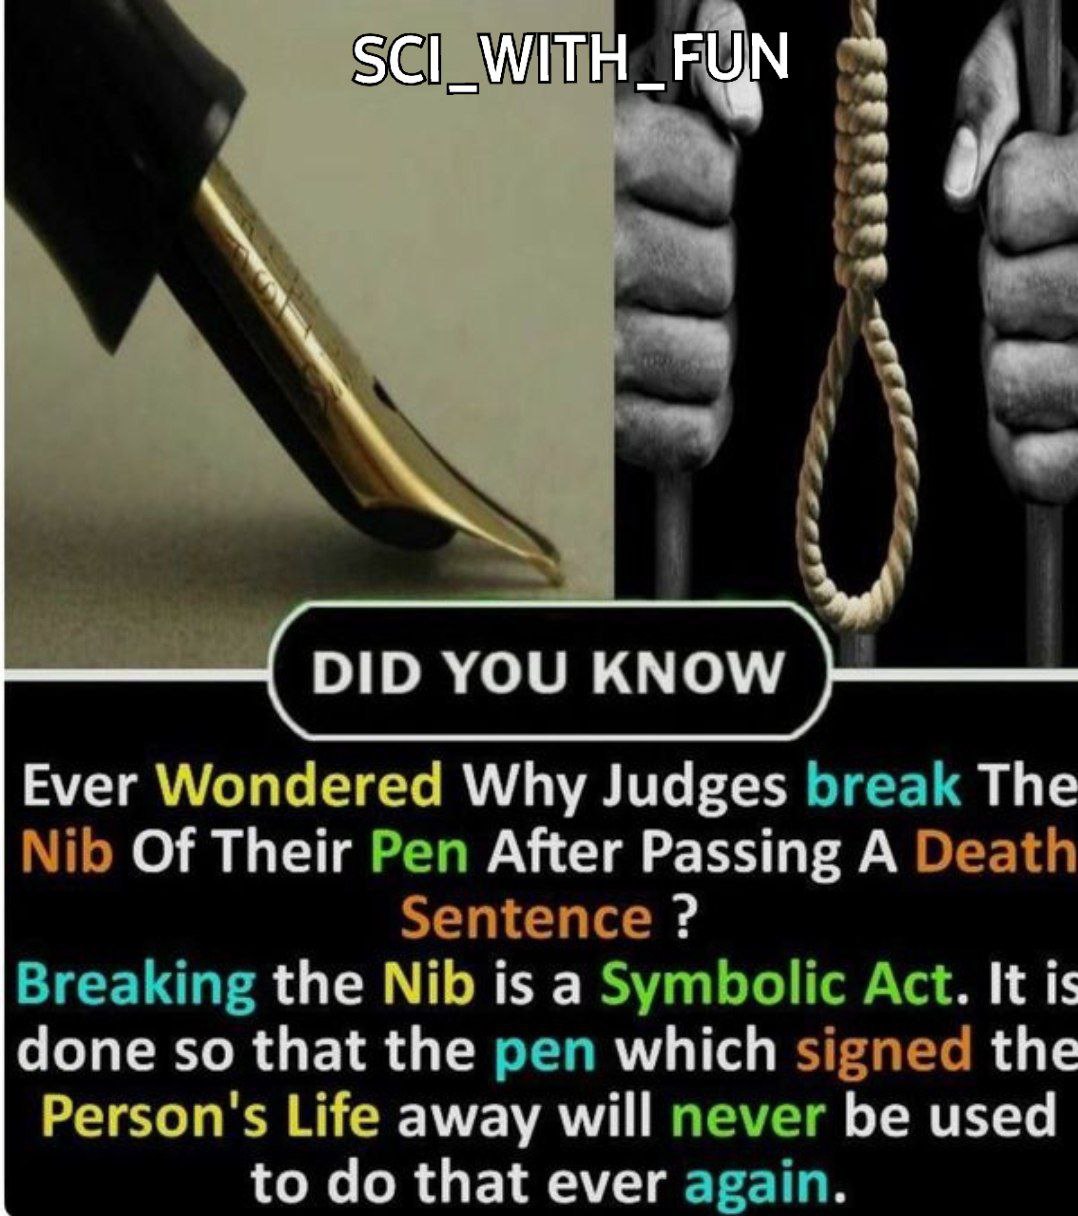 SCI_WITH_FUN
DID YOU KNOW
Ever Wondered Why Judges break The
Nib Of Their Pen After Passing A Death
Sentence ?
Breaking the Nib is a Symbolic Act. It is
done so that the pen which signed the
Person's Life away will never be used
to do that ever again.